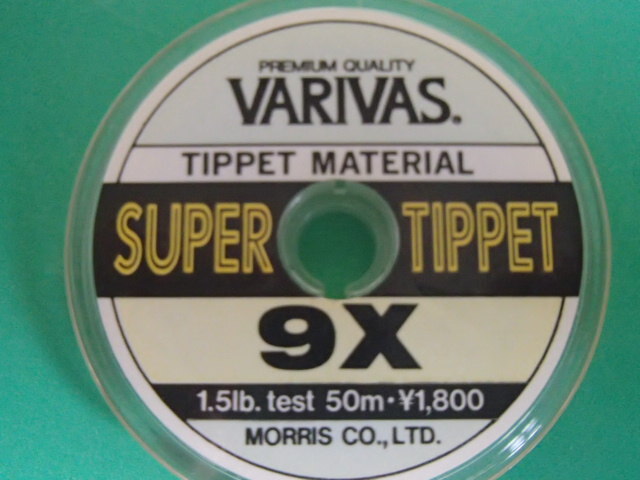 PREMIUM QUALITY
VARIVAS.
TIPPET MATERIAL
SUPER TIPPET
9X
1.5lb. test 50m・¥1,800
MORRIS CO.,LTD.